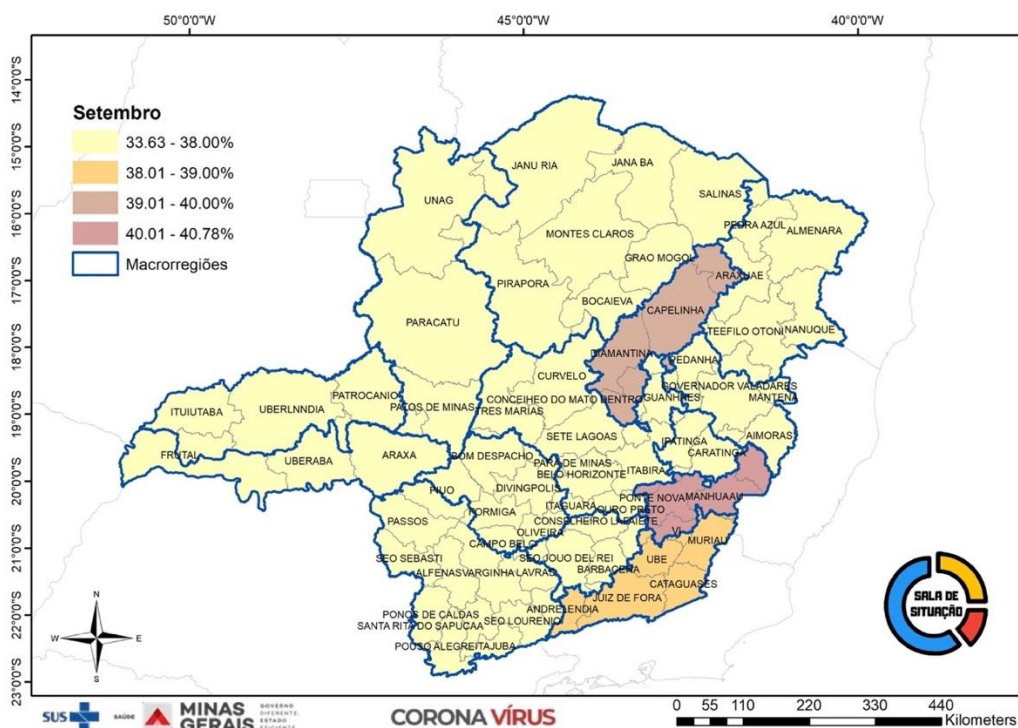 50°0'0"W 45°0'0"W 40°0'0"W
14°0'0"S
15°0'0"S
16°0'0"S
17°0'0"S
18°0'0"S
19°0'0"S
20°0'0"S
21°0'0"S
22°0'0"S
23°0'0"S
Setembro
33.63 - 38.00%
38.01 - 39.00%
39.01 - 40.00%
40.01 - 40.78%
Macrorregiões
JANU RIA
JANA BA
SALINAS
UNAG
PEDRA AZUL
ALMENARA
MONTES CLAROS
GRAO MOGOL
ARAXUAE
PIRAPORA
BOCAIEVA
CAPELINHA
PARACATU
TEEFILO OTONI
NANUQUE
DIAMANTINA
PEDANHA
CURVELO
GOVERNADOR VALADARES
PATROCANIO
CONCEIHEO DO MATO DENTRO
GUANHRES
MANTENA
ITUIUTABA
UBERLNNDIA
PATOS DE MINAS
TRES MARIAS
SETE LAGOAS
IPATINGA
AIMORAS
CARATINGA
FRUTAL
UBERABA
ARAXA
BOM DESPACHO
PARA DE MINAS
BELO HORIZONTE
ITABIRA
DIVINGPOLIS
PIUO
PONTE NOVA
MANHUAAU
ITAGUARA
OURO PRETO
FORMIGA
PASSOS
CONSELHEIRO LAFAIETE
OLIVEIRA
VI
CAMPO BELO
MURIAU
SEO SEBASTI
SEO JOUO DEL REI
UBE
BARBACENA
ALFENAS
VARGINHA
LAVRAS
CATAGUASES
JUIZ DE FORA
ANDRELENDIA
PONOS DE CALDAS
SANTA RITA DO SAPUCAA
SEO LOURENIO
POUSO ALEGRE
ITAJUBA
N
W E
S
SALA DE
SITUAÇÃO
SUS
SAÚDE
MINAS
GERAIS
GOVERNO
DIFERENTE.
ESTADO
EFICIENTE.
CORONA VÍRUS
0 55 110 220 330 440
Kilometers